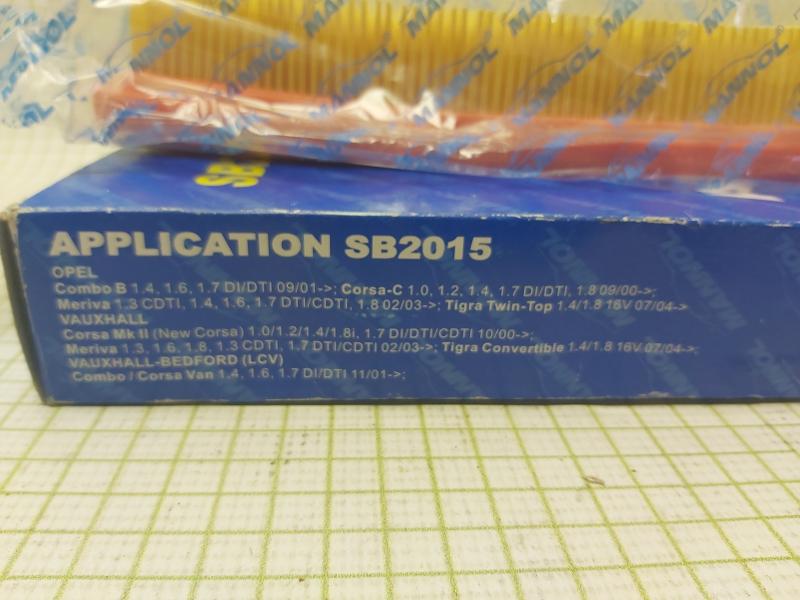 MANNOL MANNOL MANNOL MANNOL MANNOL
SB
APPLICATION SB2015
OPEL
Combo B 1.4, 1.6, 1.7 DI/DTI 09/01->; Corsa-C 1.0, 1.2, 1.4, 1.7 DI/DTI, 1.8 09/00->;
Meriva 1.3 CDTI, 1.4, 1.6, 1.7 DTI/CDTI, 1.8 02/03->; Tigra Twin-Top 1.4/1.8 16V 07/04->
VAUXHALL
Corsa Mk II (New Corsa) 1.0/1.2/1.4/1.8i, 1.7 DI/DTI/CDTI 10/00->;
Meriva 1.3, 1.6, 1.8, 1.3 CDTI, 1.7 DTI/CDTI 02/03->; Tigra Convertible 1.4/1.8 16V 07/04->;
VAUXHALL-BEDFORD (LCV)
Combo / Corsa Van 1.4, 1.6, 1.7 DI/DTI 11/01->;